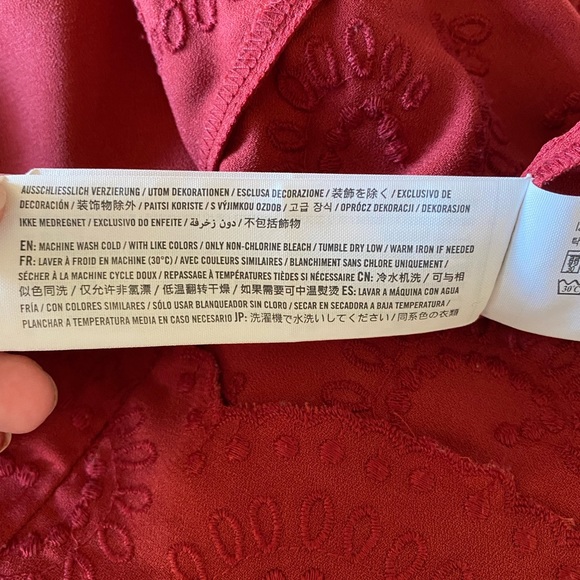 AUSSCHLIESSLICH VERZIERUNG / UTOM DEKORATIONEN / ESCLUSA DECORAZIONE / 装飾を除く / EXCLUSIVO DE
DECORACIÓN / 装饰物除外 / PAITSI KORISTE / S VÝJIMKOU OZDOB / 고급 장식 / OPRÓCZ DEKORACJI / DEKORASJON
IKKE MEDREGNET / EXCLUSIVO DO ENFEITE / دون زخرفة / 不包括飾物
EN: MACHINE WASH COLD / WITH LIKE COLORS / ONLY NON-CHLORINE BLEACH / TUMBLE DRY LOW / WARM IRON IF NEEDED
FR: LAVER À FROID EN MACHINE (30°C) / AVEC COULEURS SIMILAIRES / BLANCHIMENT SANS CHLORE UNIQUEMENT /
SÉCHER À LA MACHINE CYCLE DOUX / REPASSAGE À TEMPÉRATURES TIÈDES SI NÉCESSAIRE CN: 冷水机洗 / 可与相
似色同洗 / 仅允许非氯漂 / 低温翻转干燥 / 如果需要可中温熨烫 ES: LAVAR A MÁQUINA CON AGUA
FRÍA / CON COLORES SIMILARES / SÓLO USAR BLANQUEADOR SIN CLORO / SECAR EN SECADORA A BAJA TEMPERATURA /
PLANCHAR A TEMPERATURA MEDIA EN CASO NECESARIO JP: 洗濯機で水洗いしてください / 同系色の衣類
30°C